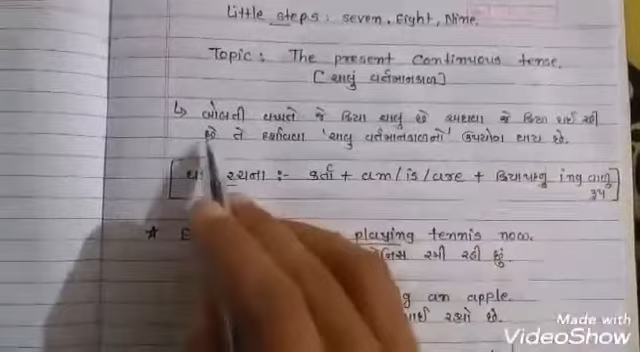 Little steps : seven, Eight, Nine.
Topic : The present continuous tense.
[ચાલું વર્તમાનકાળ]
↳ બોલતી વખતે જે ક્રિયા ચાલું છે અથવા જે ક્રિયા થઈ રહી
છે તે દર્શાવવા 'ચાલુ વર્તમાનકાળનો' ઉપયોગ થાય છે.
રચના :- કર્તા + am/is/are + ક્રિયાપદનું ing વાળું
રૂપ
★ E playing tennis now.
ટેનિસ રમી રહી છું.
an apple.
રહ્યો છે.
Made with
VideoShow